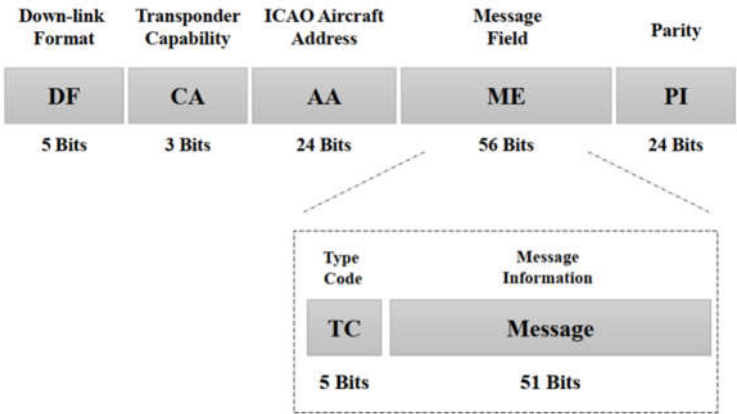 Down-link Transponder ICAO Aircraft Message
Format Capability Address Field Parity
DF CA AA ME PI
5 Bits 3 Bits 24 Bits 56 Bits 24 Bits
Type Message
Code Information
TC Message
5 Bits 51 Bits